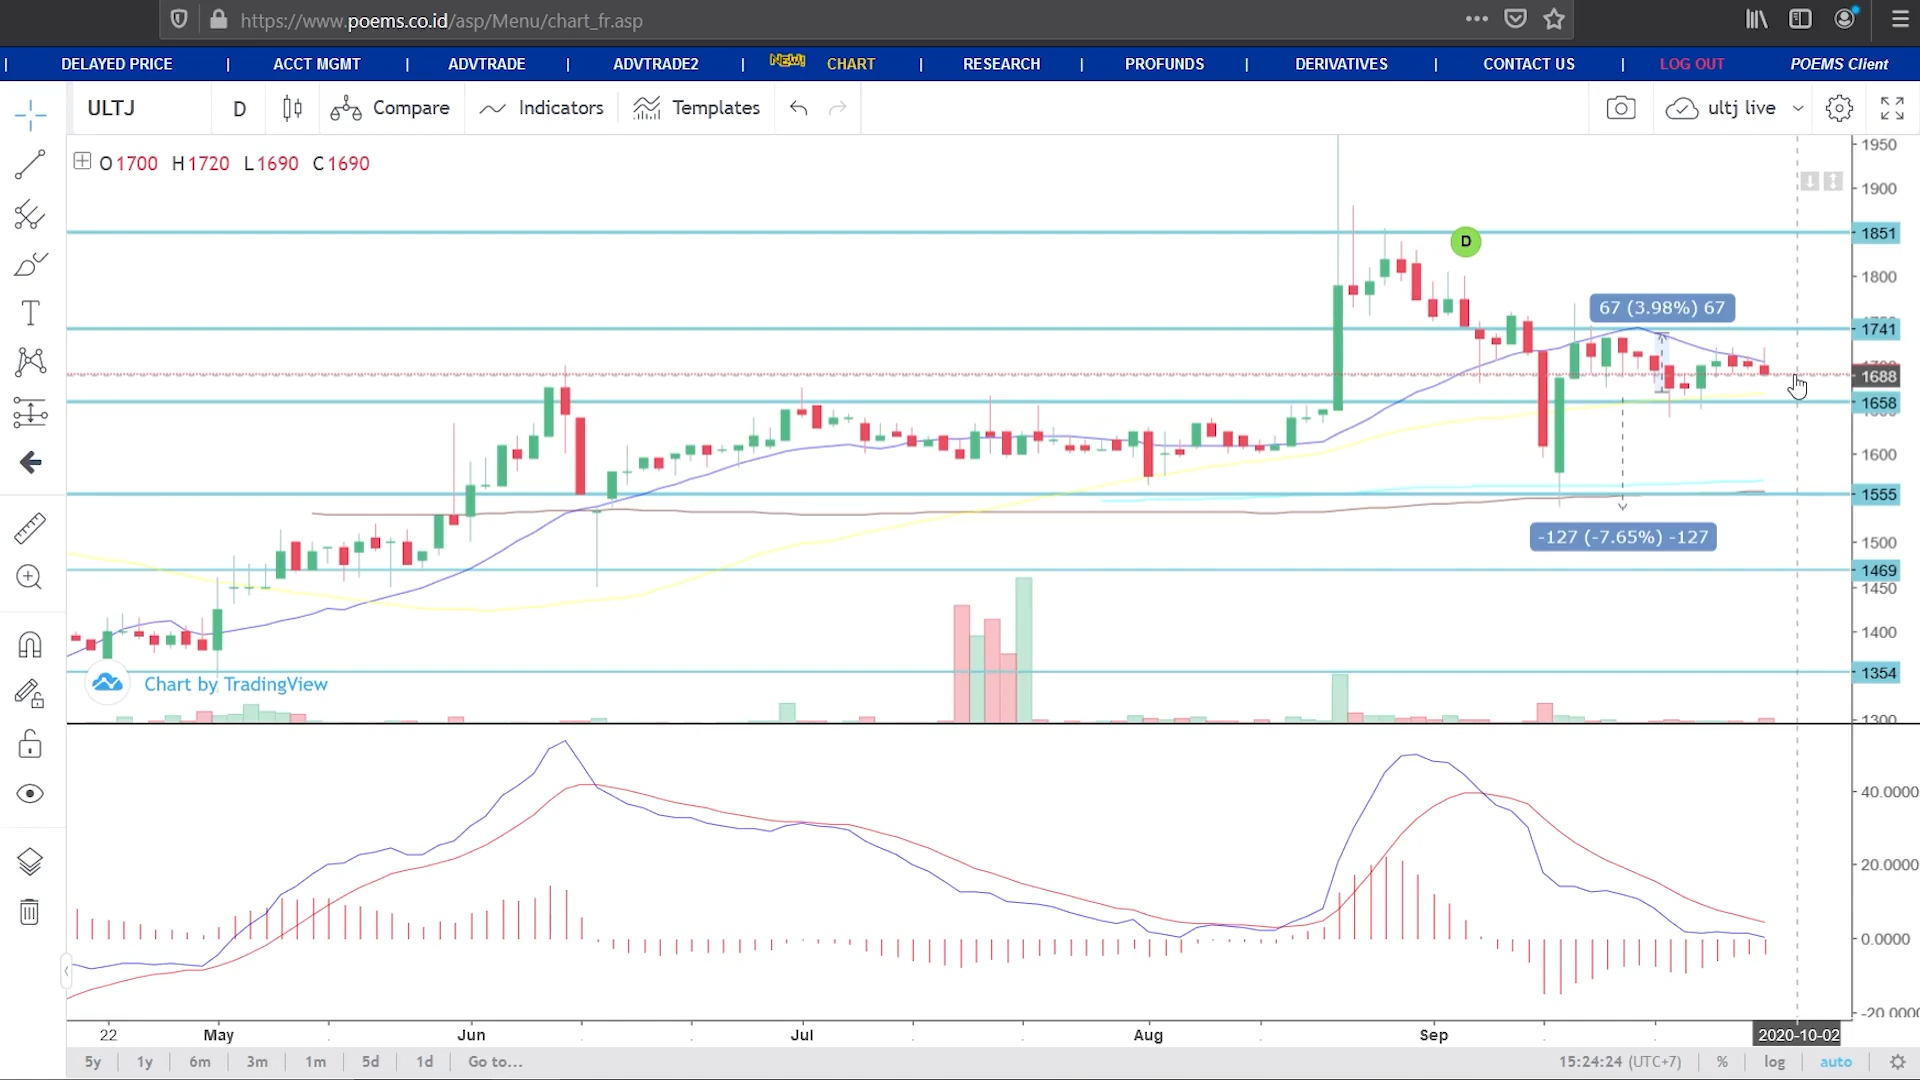 https://www.poems.co.id/asp/Menu/chart_fr.asp
| DELAYED PRICE | ACCT MGMT | ADVTRADE | ADVTRADE2 | NEW! CHART | RESEARCH | PROFUNDS | DERIVATIVES | CONTACT US | LOG OUT POEMS Client
ULTJ D Compare Indicators Templates ultj live
O1700 H1720 L1690 C1690
1950
1900
1851
D
1800
67 (3.98%) 67
1741
1688
1658
1600
1555
-127 (-7.65%) -127
1500
1469
1450
1400
1354
Chart by TradingView
1300
40.0000
20.0000
0.0000
-20.0000
22 May Jun Jul Aug Sep 2020-10-02
5y 1y 6m 3m 1m 5d 1d Go to... 15:24:24 (UTC+7) % log auto